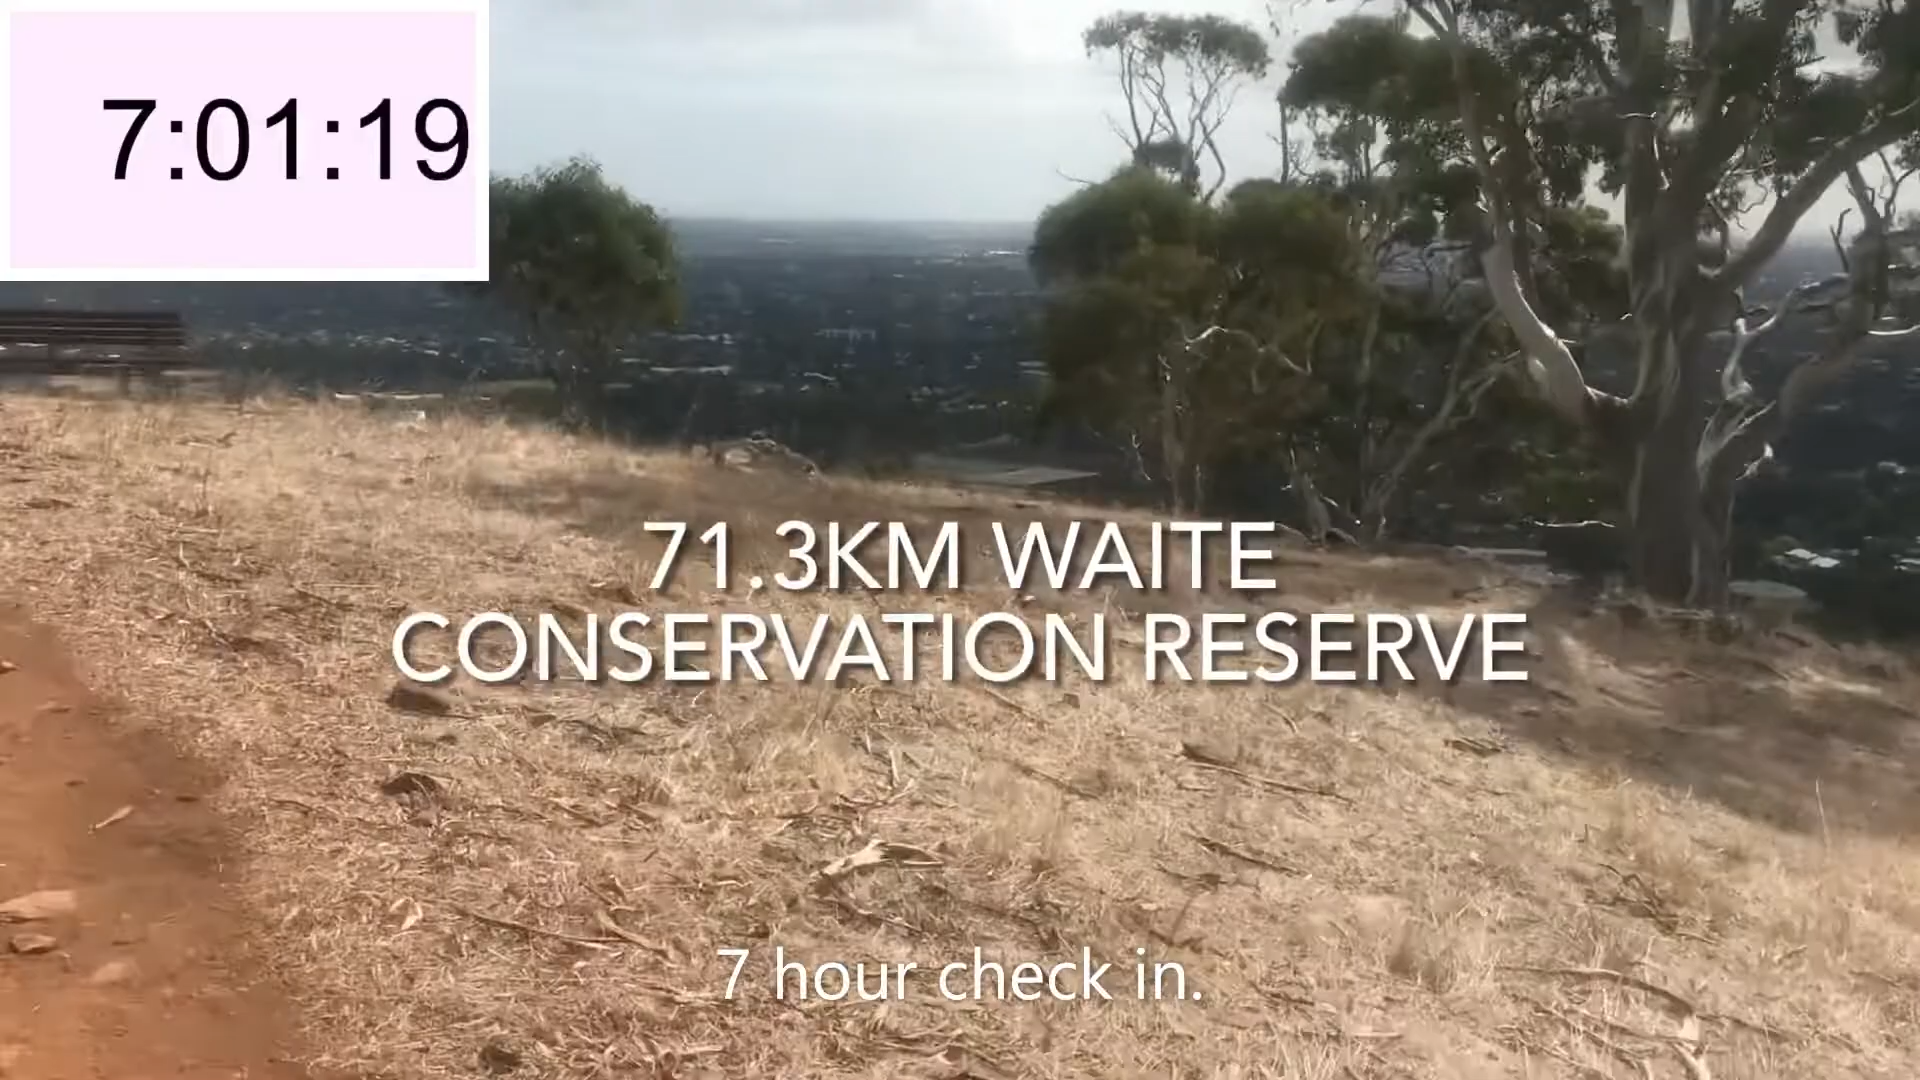 7:01:19
71.3KM WAITE
CONSERVATION RESERVE
7 hour check in.